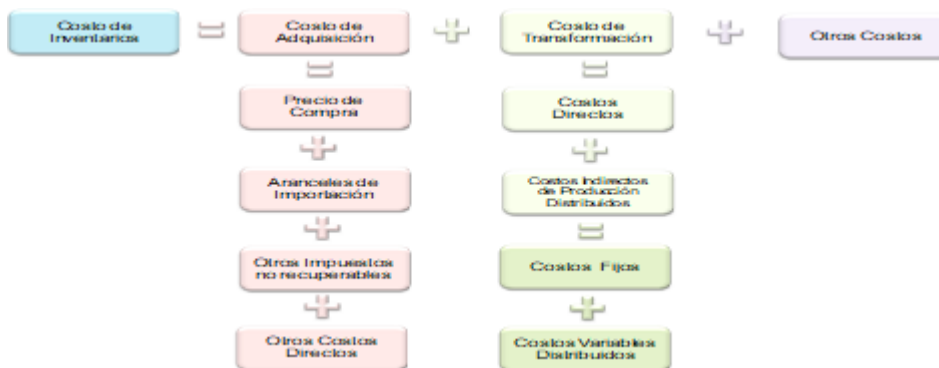 Costo de
Inventarios
=
Costo de
Adquisición
+
Costo de
Transformación
+
Otros Costos
=
Precio de
Compra
+
Aranceles de
Importación
+
Otros Impuestos
no recuperables
+
Otros Costos
Directos
=
Costos
Directos
+
Costos Indirectos
de Producción
Distribuidos
=
Costos Fijos
+
Costos Variables
Distribuidos